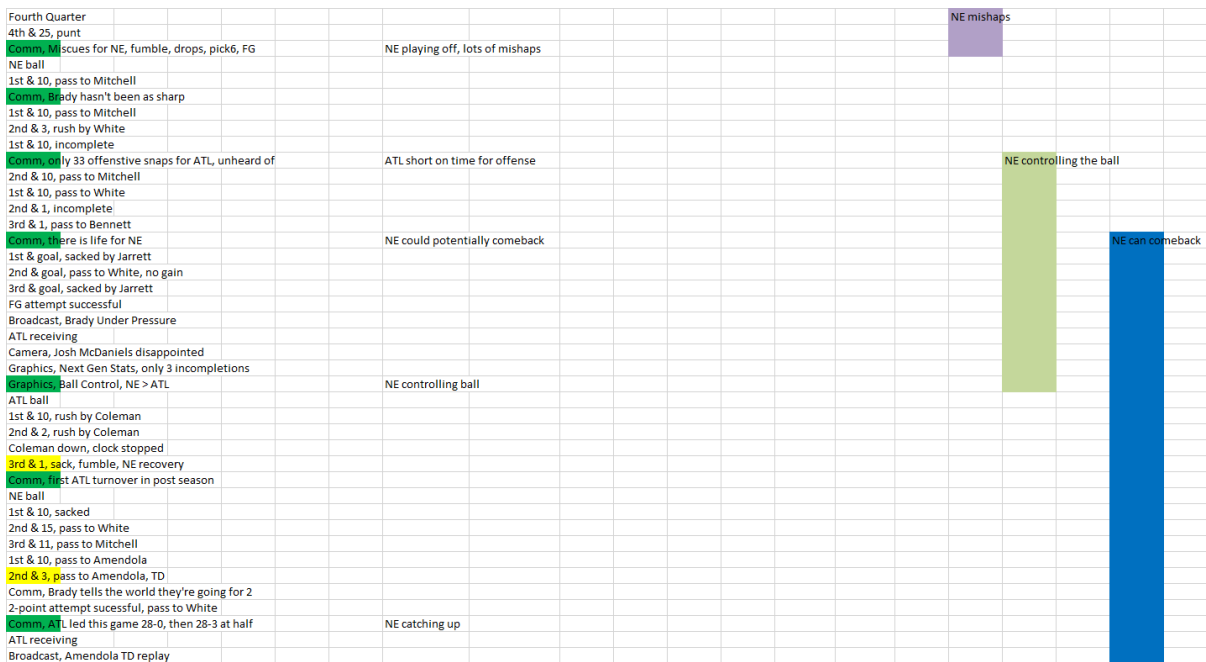 Fourth Quarter NE mishaps
4th & 25, punt
Comm, Miscues for NE, fumble, drops, pick6, FG NE playing off, lots of mishaps
NE ball
1st & 10, pass to Mitchell
Comm, Brady hasn't been as sharp
1st & 10, pass to Mitchell
2nd & 3, rush by White
1st & 10, incomplete
Comm, only 33 offenstive snaps for ATL, unheard of ATL short on time for offense NE controlling the ball
2nd & 10, pass to Mitchell
1st & 10, pass to White
2nd & 1, incomplete
3rd & 1, pass to Bennett
Comm, there is life for NE NE could potentially comeback NE can comeback
1st & goal, sacked by Jarrett
2nd & goal, pass to White, no gain
3rd & goal, sacked by Jarrett
FG attempt successful
Broadcast, Brady Under Pressure
ATL receiving
Camera, Josh McDaniels disappointed
Graphics, Next Gen Stats, only 3 incompletions
Graphics, Ball Control, NE > ATL NE controlling ball
ATL ball
1st & 10, rush by Coleman
2nd & 2, rush by Coleman
Coleman down, clock stopped
3rd & 1, sack, fumble, NE recovery
Comm, first ATL turnover in post season
NE ball
1st & 10, sacked
2nd & 15, pass to White
3rd & 11, pass to Mitchell
1st & 10, pass to Amendola
2nd & 3, pass to Amendola, TD
Comm, Brady tells the world they're going for 2
2-point attempt sucessful, pass to White
Comm, ATL led this game 28-0, then 28-3 at half NE catching up
ATL receiving
Broadcast, Amendola TD replay